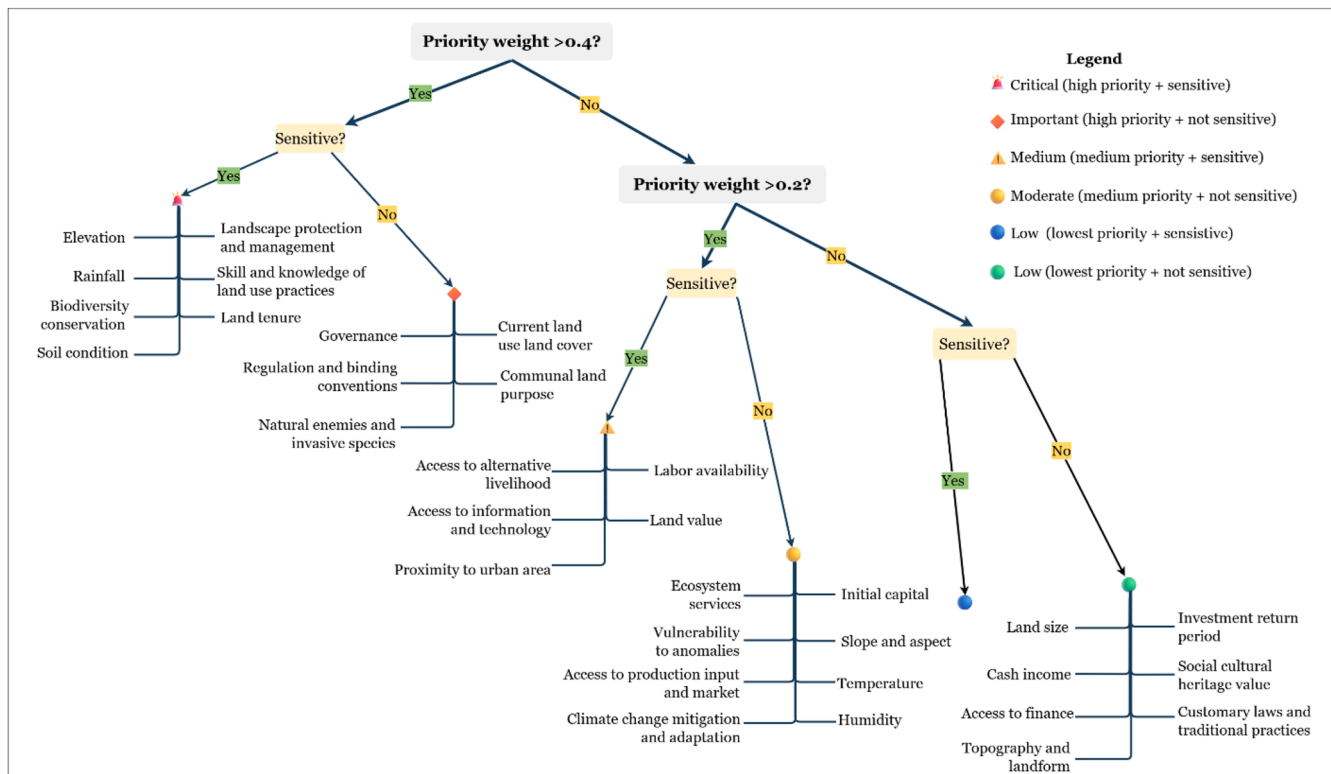 Priority weight >0.4?
Legend
Critical (high priority + sensitive)
Important (high priority + not sensitive)
Medium (medium priority + sensitive)
Moderate (medium priority + not sensitive)
Low (lowest priority + sensistive)
Low (lowest priority + not sensitive)
Yes
No
Sensitive?
Yes
No
Elevation
Landscape protection
and management
Rainfall
Skill and knowledge of
land use practices
Biodiversity
conservation
Land tenure
Soil condition
Governance
Current land
use land cover
Regulation and binding
conventions
Communal land
purpose
Natural enemies and
invasive species
Priority weight >0.2?
Yes
No
Sensitive?
Yes
No
!
Access to alternative
livelihood
Labor availability
Access to information
and technology
Land value
Proximity to urban area
Ecosystem
services
Initial capital
Vulnerability
to anomalies
Slope and aspect
Access to production input
and market
Temperature
Climate change mitigation
and adaptation
Humidity
Sensitive?
Yes
No
Land size
Investment return
period
Cash income
Social cultural
heritage value
Access to finance
Customary laws and
traditional practices
Topography and
landform